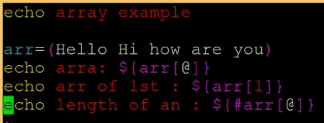 echo array example
arr=(Hello Hi how are you)
echo arra: ${arr[@]}
echo arr of 1st : ${arr[1]}
echo length of an : ${#arr[@]}